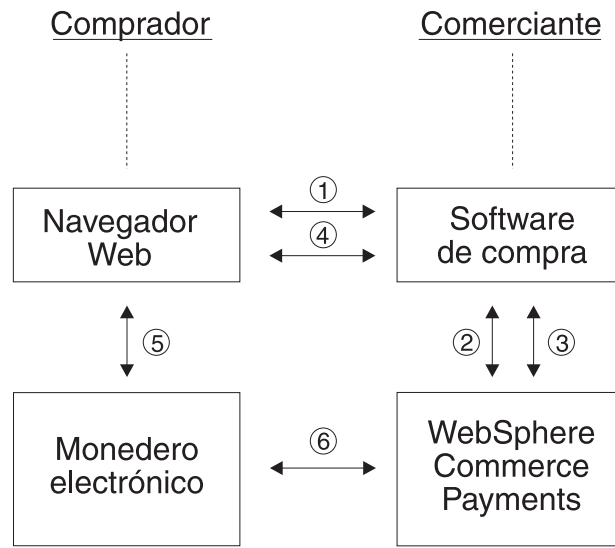 Comprador
Comerciante
①
Navegador
Web
Software
de compra
④
⑤
②
③
Monedero
electrónico
⑥
WebSphere
Commerce
Payments